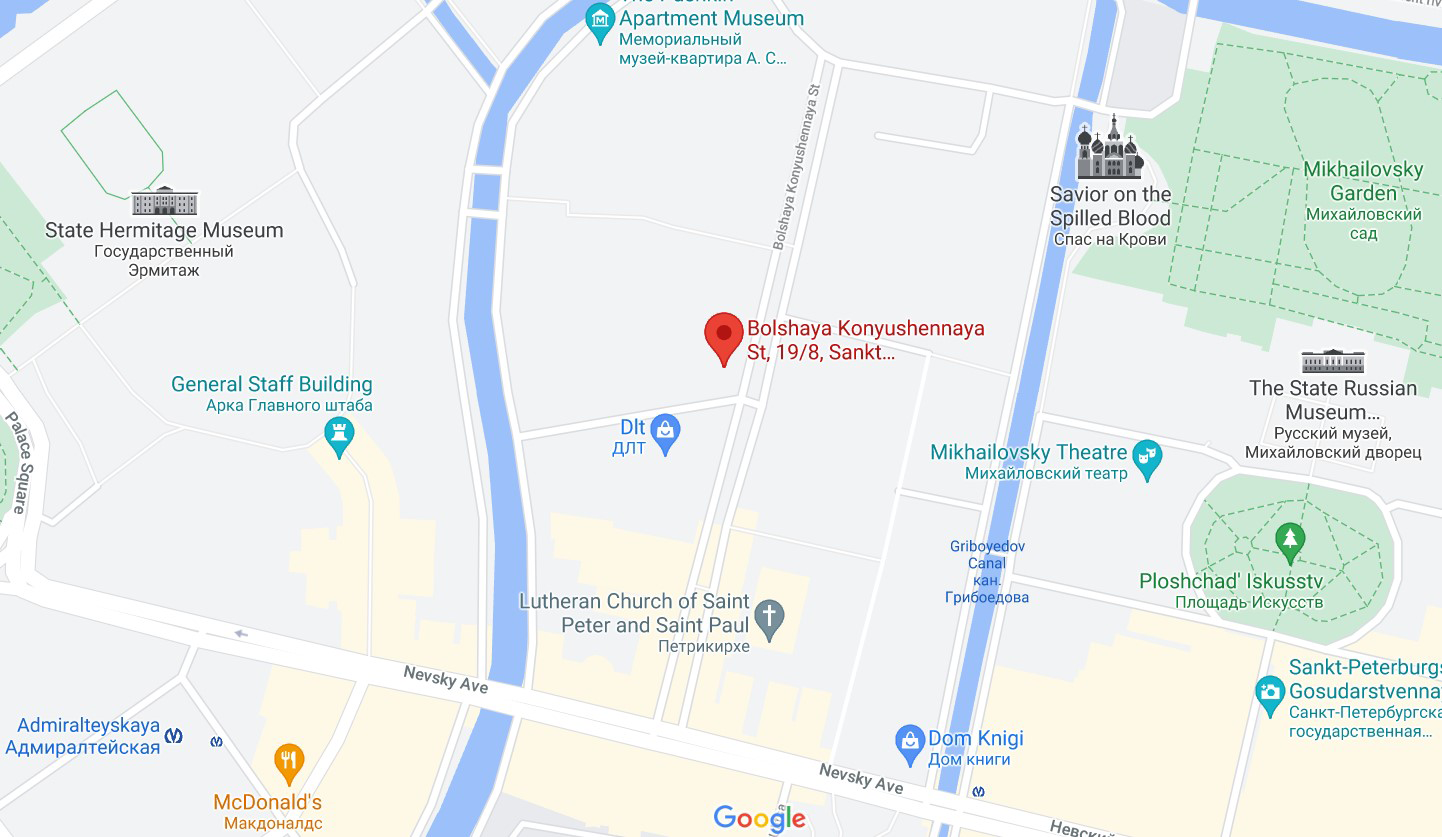 The Pushkin
Apartment Museum
Мемориальный
музей-квартира А. С...
Bolshaya Konyushennaya St
Savior on the
Spilled Blood
Спас на Крови
Mikhailovsky
Garden
Михайловский
сад
State Hermitage Museum
Государственный
Эрмитаж
Bolshaya Konyushennaya
St, 19/8, Sankt...
General Staff Building
Арка Главного штаба
Palace Square
Dlt
ДЛТ
The State Russian
Museum...
Русский музей,
Михайловский дворец
Mikhailovsky Theatre
Михайловский театр
Griboyedov
Canal
кан.
Грибоедова
Ploshchad' Iskusstv
Площадь Искусств
Lutheran Church of Saint
Peter and Saint Paul
Петрикирхе
Nevsky Ave
Sankt-Peterburgs
Gosudarstvenna
Санкт-Петербургска
государственная...
Admiralteyskaya
Адмиралтейская
Dom Knigi
Дом книги
McDonald's
Макдоналдс
Nevsky Ave
Google
Невский